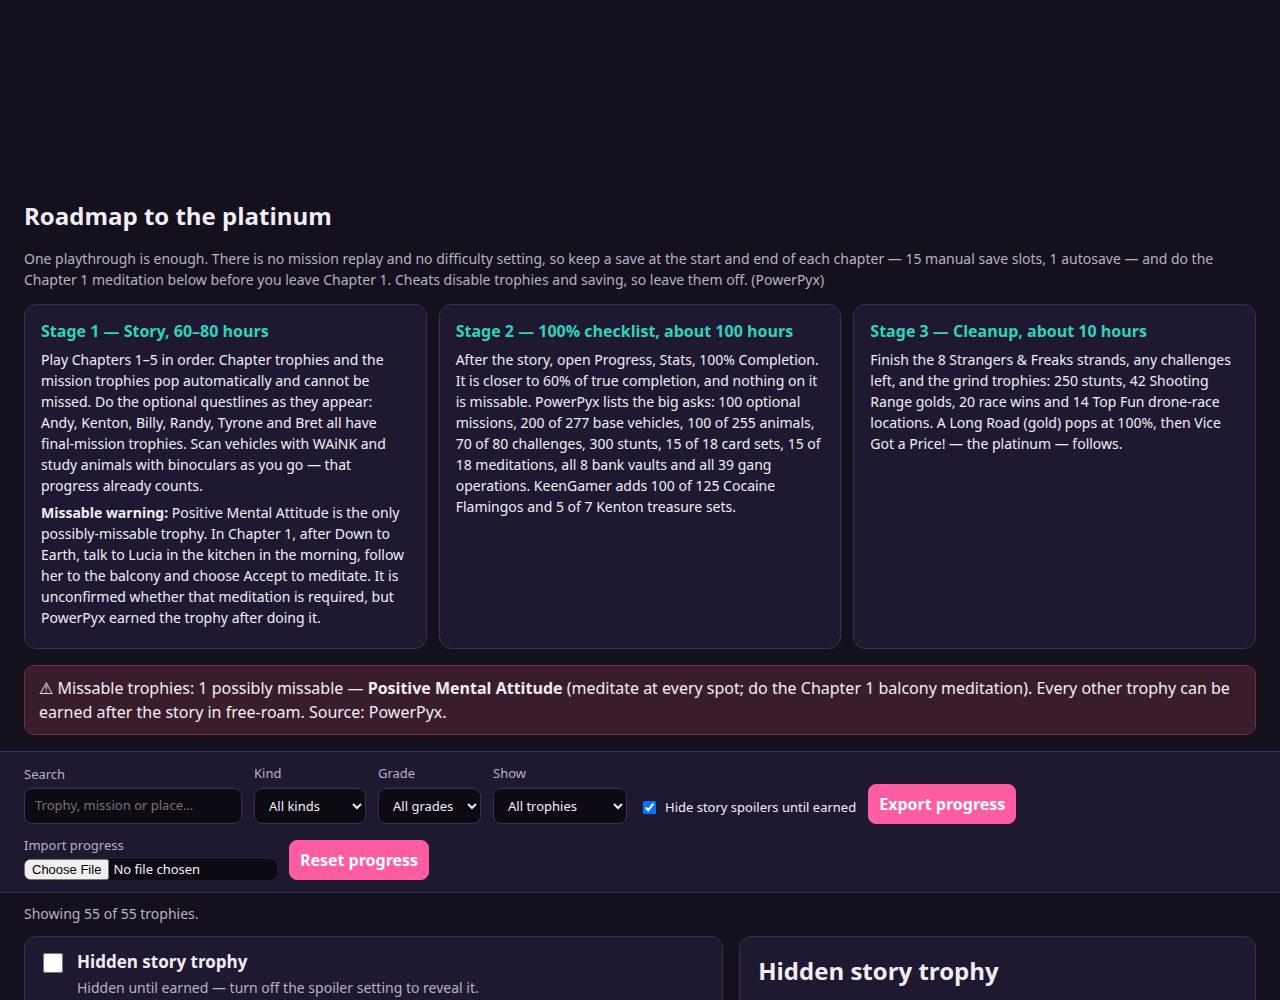 Roadmap to the platinum
One playthrough is enough. There is no mission replay and no difficulty setting, so keep a save at the start and end of each chapter — 15 manual save slots, 1 autosave — and do the
Chapter 1 meditation below before you leave Chapter 1. Cheats disable trophies and saving, so leave them off. (PowerPyx)
Stage 1 — Story, 60–80 hours
Play Chapters 1–5 in order. Chapter trophies and the
mission trophies pop automatically and cannot be
missed. Do the optional questlines as they appear:
Andy, Kenton, Billy, Randy, Tyrone and Bret all have
final-mission trophies. Scan vehicles with WAiNK and
study animals with binoculars as you go — that
progress already counts.
Missable warning: Positive Mental Attitude is the only
possibly-missable trophy. In Chapter 1, after Down to
Earth, talk to Lucia in the kitchen in the morning, follow
her to the balcony and choose Accept to meditate. It is
unconfirmed whether that meditation is required, but
PowerPyx earned the trophy after doing it.
Stage 2 — 100% checklist, about 100 hours
After the story, open Progress, Stats, 100% Completion.
It is closer to 60% of true completion, and nothing on it
is missable. PowerPyx lists the big asks: 100 optional
missions, 200 of 277 base vehicles, 100 of 255 animals,
70 of 80 challenges, 300 stunts, 15 of 18 card sets, 15 of
18 meditations, all 8 bank vaults and all 39 gang
operations. KeenGamer adds 100 of 125 Cocaine
Flamingos and 5 of 7 Kenton treasure sets.
Stage 3 — Cleanup, about 10 hours
Finish the 8 Strangers & Freaks strands, any challenges
left, and the grind trophies: 250 stunts, 42 Shooting
Range golds, 20 race wins and 14 Top Fun drone-race
locations. A Long Road (gold) pops at 100%, then Vice
Got a Price! — the platinum — follows.
⚠ Missable trophies: 1 possibly missable — Positive Mental Attitude (meditate at every spot; do the Chapter 1 balcony meditation). Every other trophy can be
earned after the story in free-roam. Source: PowerPyx.
Search
Trophy, mission or place...
Kind
All kinds
Grade
All grades
Show
All trophies
Hide story spoilers until earned
Export progress
Import progress
Choose File No file chosen
Reset progress
Showing 55 of 55 trophies.
Hidden story trophy
Hidden until earned — turn off the spoiler setting to reveal it.
Hidden story trophy